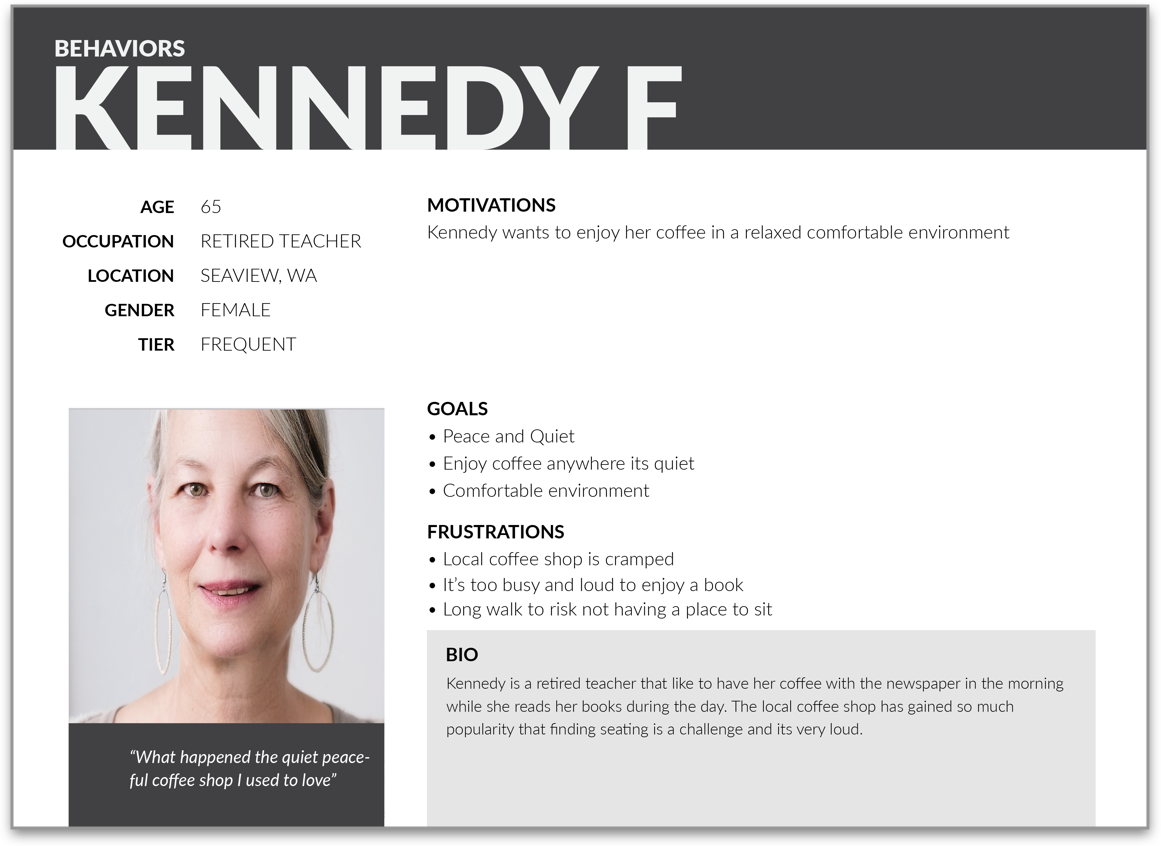 BEHAVIORS
KENNEDY F
AGE 65
OCCUPATION RETIRED TEACHER
LOCATION SEAVIEW, WA
GENDER FEMALE
TIER FREQUENT
MOTIVATIONS
Kennedy wants to enjoy her coffee in a relaxed comfortable environment
GOALS
• Peace and Quiet
• Enjoy coffee anywhere its quiet
• Comfortable environment
FRUSTRATIONS
• Local coffee shop is cramped
• It’s too busy and loud to enjoy a book
• Long walk to risk not having a place to sit
BIO
Kennedy is a retired teacher that like to have her coffee with the newspaper in the morning
while she reads her books during the day. The local coffee shop has gained so much
popularity that finding seating is a challenge and its very loud.
“What happened the quiet peace-
ful coffee shop I used to love”